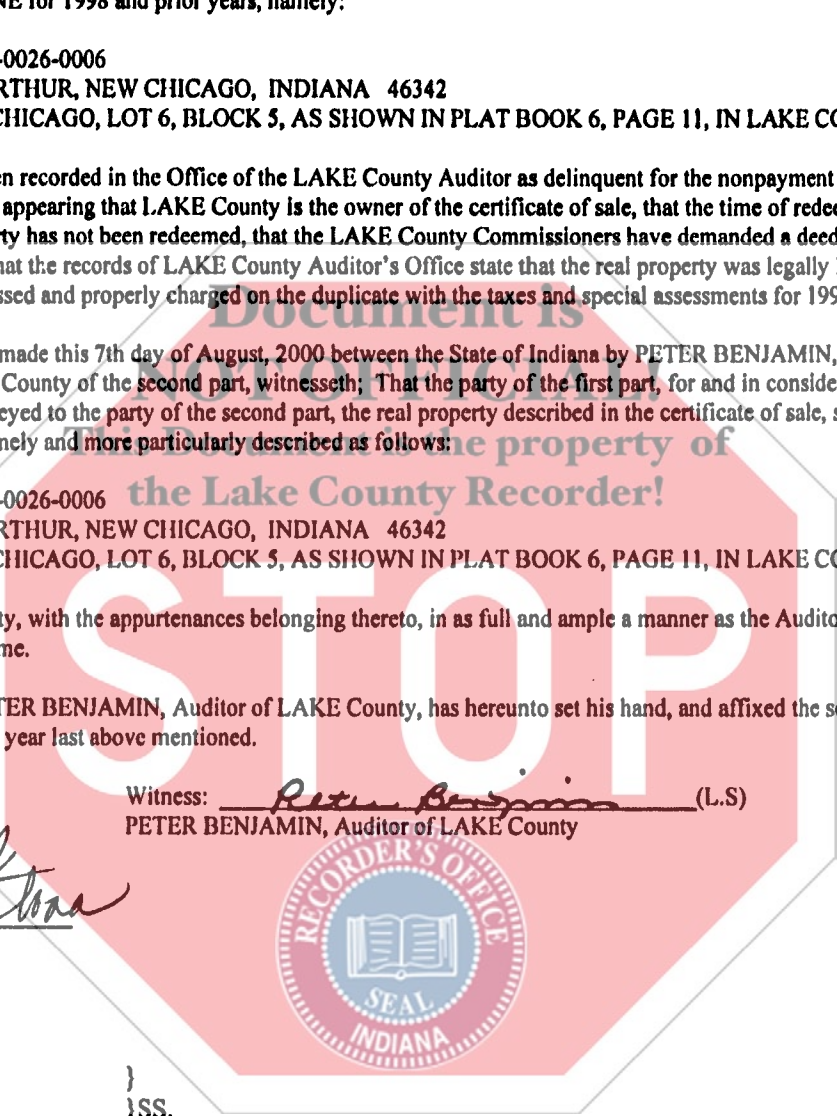 NE for 1998 and prior years, namely:
-0026-0006
RTHUR, NEW CHICAGO, INDIANA 46342
CHICAGO, LOT 6, BLOCK 5, AS SHOWN IN PLAT BOOK 6, PAGE 11, IN LAKE CO
en recorded in the Office of the LAKE County Auditor as delinquent for the nonpayment
appearing that LAKE County is the owner of the certificate of sale, that the time of redee
ty has not been redeemed, that the LAKE County Commissioners have demanded a deed
hat the records of LAKE County Auditor's Office state that the real property was legally
ssed and properly charged on the duplicate with the taxes and special assessments for 199
Document is
made this 7th day of August, 2000 between the State of Indiana by PETER BENJAMIN,
NOT OFFICIAL!
County of the second part, witnesseth; That the party of the first part, for and in conside
eyed to the party of the second part, the real property described in the certificate of sale, s
nely and more particularly described as follows:
This Document is the property of
the Lake County Recorder!
-0026-0006
RTHUR, NEW CHICAGO, INDIANA 46342
CHICAGO, LOT 6, BLOCK 5, AS SHOWN IN PLAT BOOK 6, PAGE 11, IN LAKE CO
STOP
ty, with the appurtenances belonging thereto, in as full and ample a manner as the Audito
me.
TER BENJAMIN, Auditor of LAKE County, has hereunto set his hand, and affixed the se
year last above mentioned.
Witness: Peter Benjamin (L.S)
PETER BENJAMIN, Auditor of LAKE County
RECORDER'S OFFICE
SEAL
INDIANA
}
}SS.